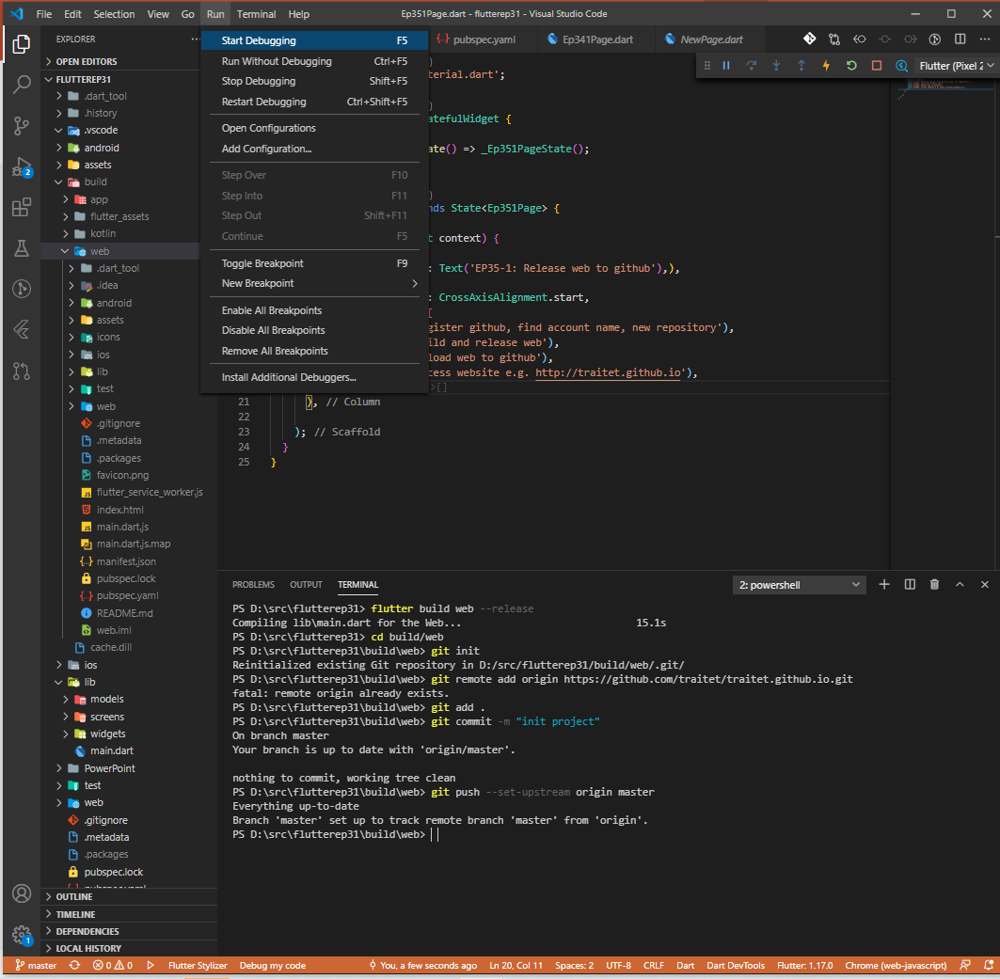 File Edit Selection View Go Run Terminal Help
Ep351Page.dart - flutterep31 - Visual Studio Code
EXPLORER
OPEN EDITORS
FLUTTEREP31
.dart_tool
.history
.vscode
android
assets
build
app
flutter_assets
kotlin
web
.dart_tool
.idea
android
assets
icons
ios
lib
test
web
.gitignore
.metadata
.packages
favicon.png
flutter_service_worker.js
index.html
main.dart.js
main.dart.js.map
manifest.json
pubspec.lock
pubspec.yaml
README.md
web.iml
cache.dill
ios
lib
models
screens
widgets
main.dart
PowerPoint
test
web
.gitignore
.metadata
.packages
pubspec.lock
OUTLINE
TIMELINE
DEPENDENCIES
LOCAL HISTORY
2
1
Start Debugging F5
Run Without Debugging Ctrl+F5
Stop Debugging Shift+F5
Restart Debugging Ctrl+Shift+F5
Open Configurations
Add Configuration...
Step Over F10
Step Into F11
Step Out Shift+F11
Continue F5
Toggle Breakpoint F9
New Breakpoint
Enable All Breakpoints
Disable All Breakpoints
Remove All Breakpoints
Install Additional Debuggers...
pubspec.yaml Ep341Page.dart NewPage.dart
Flutter (Pixel 2
)
terial.dart';
)
atefulWidget {
ate() => _Ep351PageState();
)
nds State<Ep351Page> {
t context) {
: Text('EP35-1: Release web to github'),),
: CrossAxisAlignment.start,
[
gister github, find account name, new repository'),
ild and release web'),
load web to github'),
cess website e.g. http://traitet.github.io'),
>[]
21 ), // Column
22
23 ); // Scaffold
24 }
25 }
PROBLEMS OUTPUT TERMINAL
2: powershell
PS D:\src\flutterep31> flutter build web --release
Compiling lib\main.dart for the Web... 15.1s
PS D:\src\flutterep31> cd build/web
PS D:\src\flutterep31\build\web> git init
Reinitialized existing Git repository in D:/src/flutterep31/build/web/.git/
PS D:\src\flutterep31\build\web> git remote add origin https://github.com/traitet/traitet.github.io.git
fatal: remote origin already exists.
PS D:\src\flutterep31\build\web> git add .
PS D:\src\flutterep31\build\web> git commit -m "init project"
On branch master
Your branch is up to date with 'origin/master'.
nothing to commit, working tree clean
PS D:\src\flutterep31\build\web> git push --set-upstream origin master
Everything up-to-date
Branch 'master' set up to track remote branch 'master' from 'origin'.
PS D:\src\flutterep31\build\web>
master 0 0 Flutter Stylizer Debug my code You, a few seconds ago Ln 20, Col 11 Spaces: 2 UTF-8 CRLF Dart Dart DevTools Flutter: 1.17.0 Chrome (web-javascript)